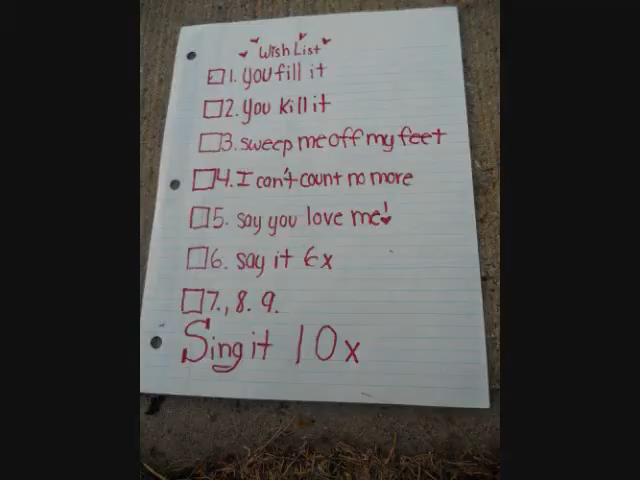 Wish List
1. you fill it
2. you kill it
3. sweep me off my feet
4. I can't count no more
5. say you love me!
6. say it 6x
7., 8. 9.
Sing it 10x